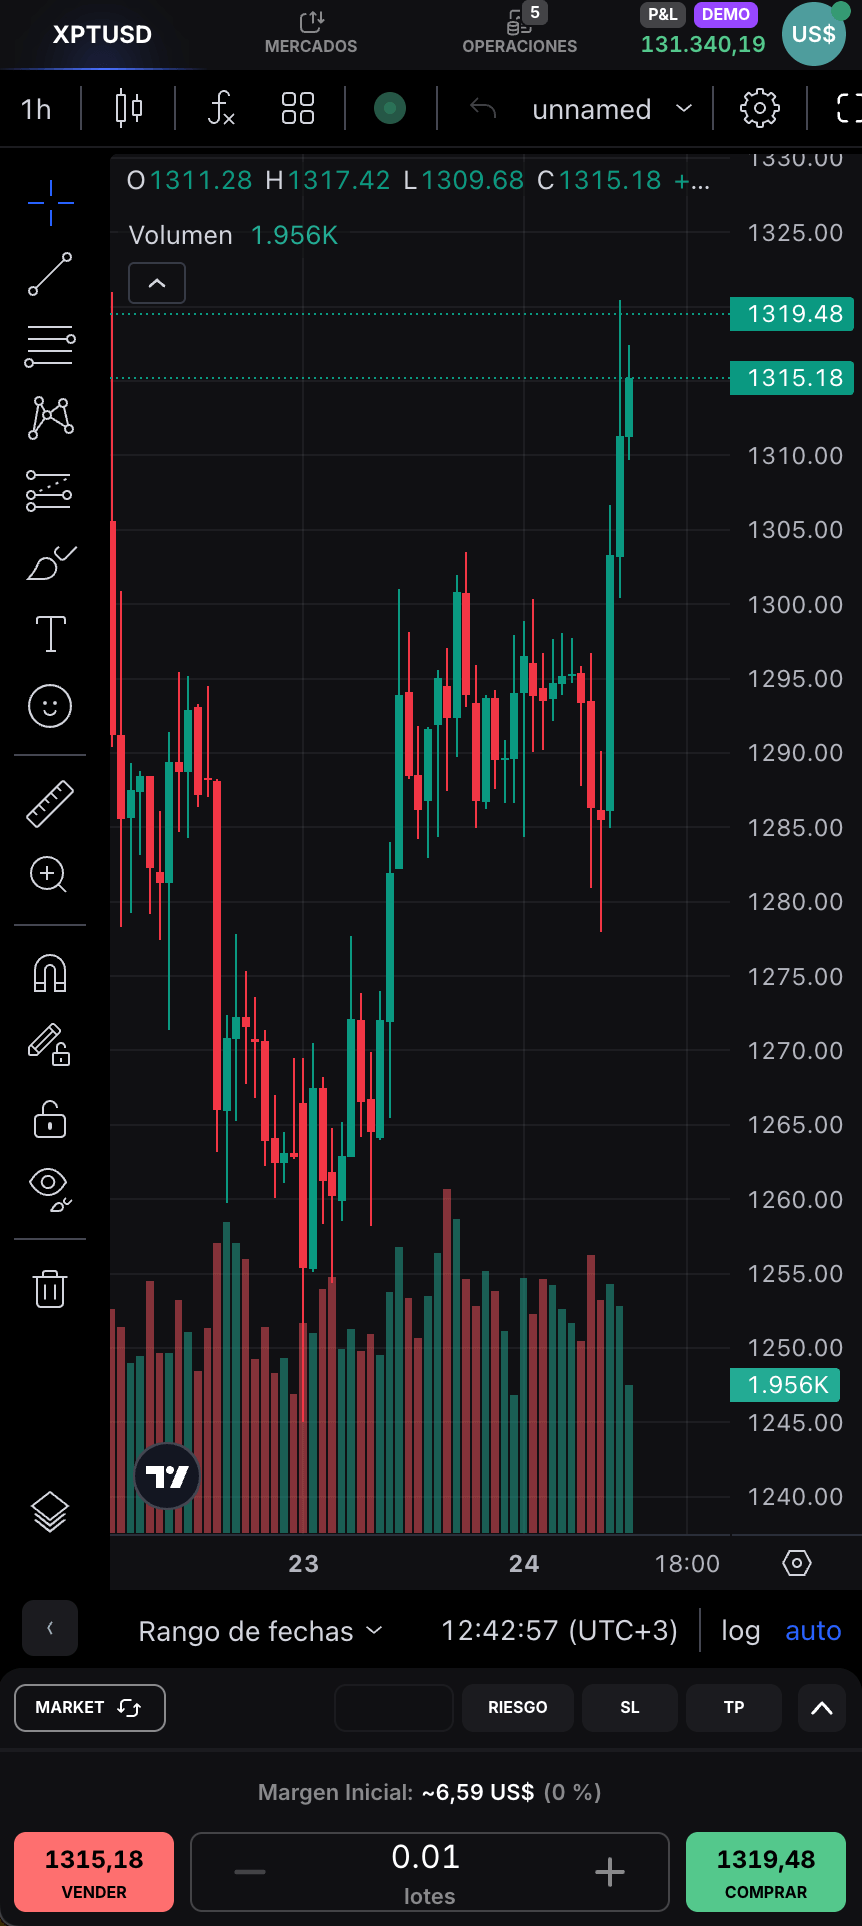 XPTUSD
MERCADOS
5
OPERACIONES
P&L DEMO
131.340,19
US$
1h
fx
unnamed
O1311.28 H1317.42 L1309.68 C1315.18 +...
Volumen 1.956K
1330.00
1325.00
1319.48
1315.18
1310.00
1305.00
1300.00
1295.00
1290.00
1285.00
1280.00
1275.00
1270.00
1265.00
1260.00
1255.00
1250.00
1.956K
1245.00
1240.00
23 24 18:00
Rango de fechas 12:42:57 (UTC+3) log auto
MARKET RIESGO SL TP
Margen Inicial: ~6,59 US$ (0 %)
1315,18
VENDER
0.01
lotes
1319,48
COMPRAR